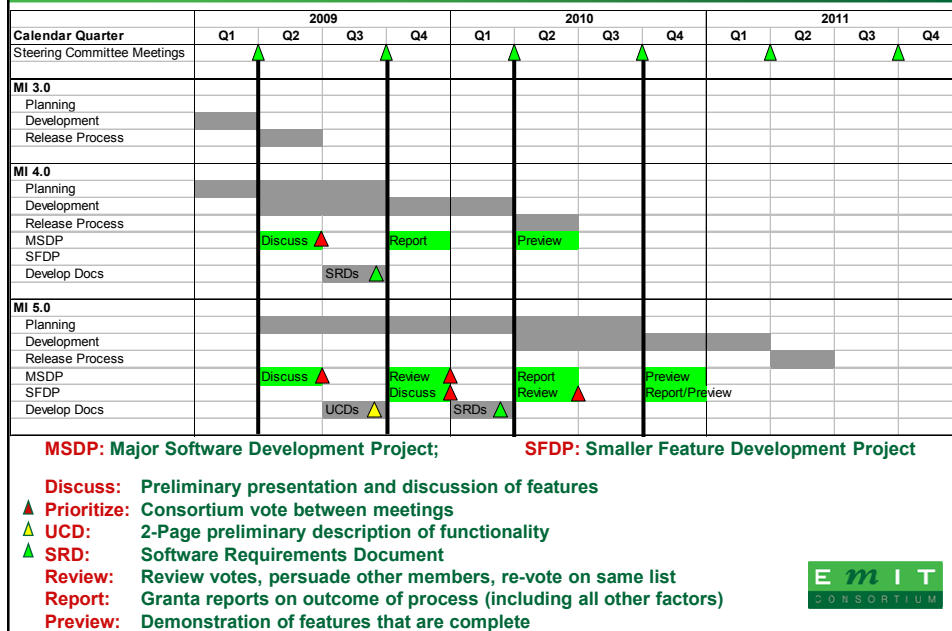 2009 2010 2011
Calendar Quarter Q1 Q2 Q3 Q4 Q1 Q2 Q3 Q4 Q1 Q2 Q3 Q4
Steering Committee Meetings
MI 3.0
Planning
Development
Release Process
MI 4.0
Planning
Development
Release Process
MSDP Discuss Report Preview
SFDP
Develop Docs SRDs
MI 5.0
Planning
Development
Release Process
MSDP Discuss Review Report Preview
SFDP Discuss Review Report/Preview
Develop Docs UCDs SRDs
MSDP: Major Software Development Project; SFDP: Smaller Feature Development Project
Discuss: Preliminary presentation and discussion of features
Prioritize: Consortium vote between meetings
UCD: 2-Page preliminary description of functionality
SRD: Software Requirements Document
Review: Review votes, persuade other members, re-vote on same list
Report: Granta reports on outcome of process (including all other factors)
Preview: Demonstration of features that are complete
E m I T
CONSORTIUM